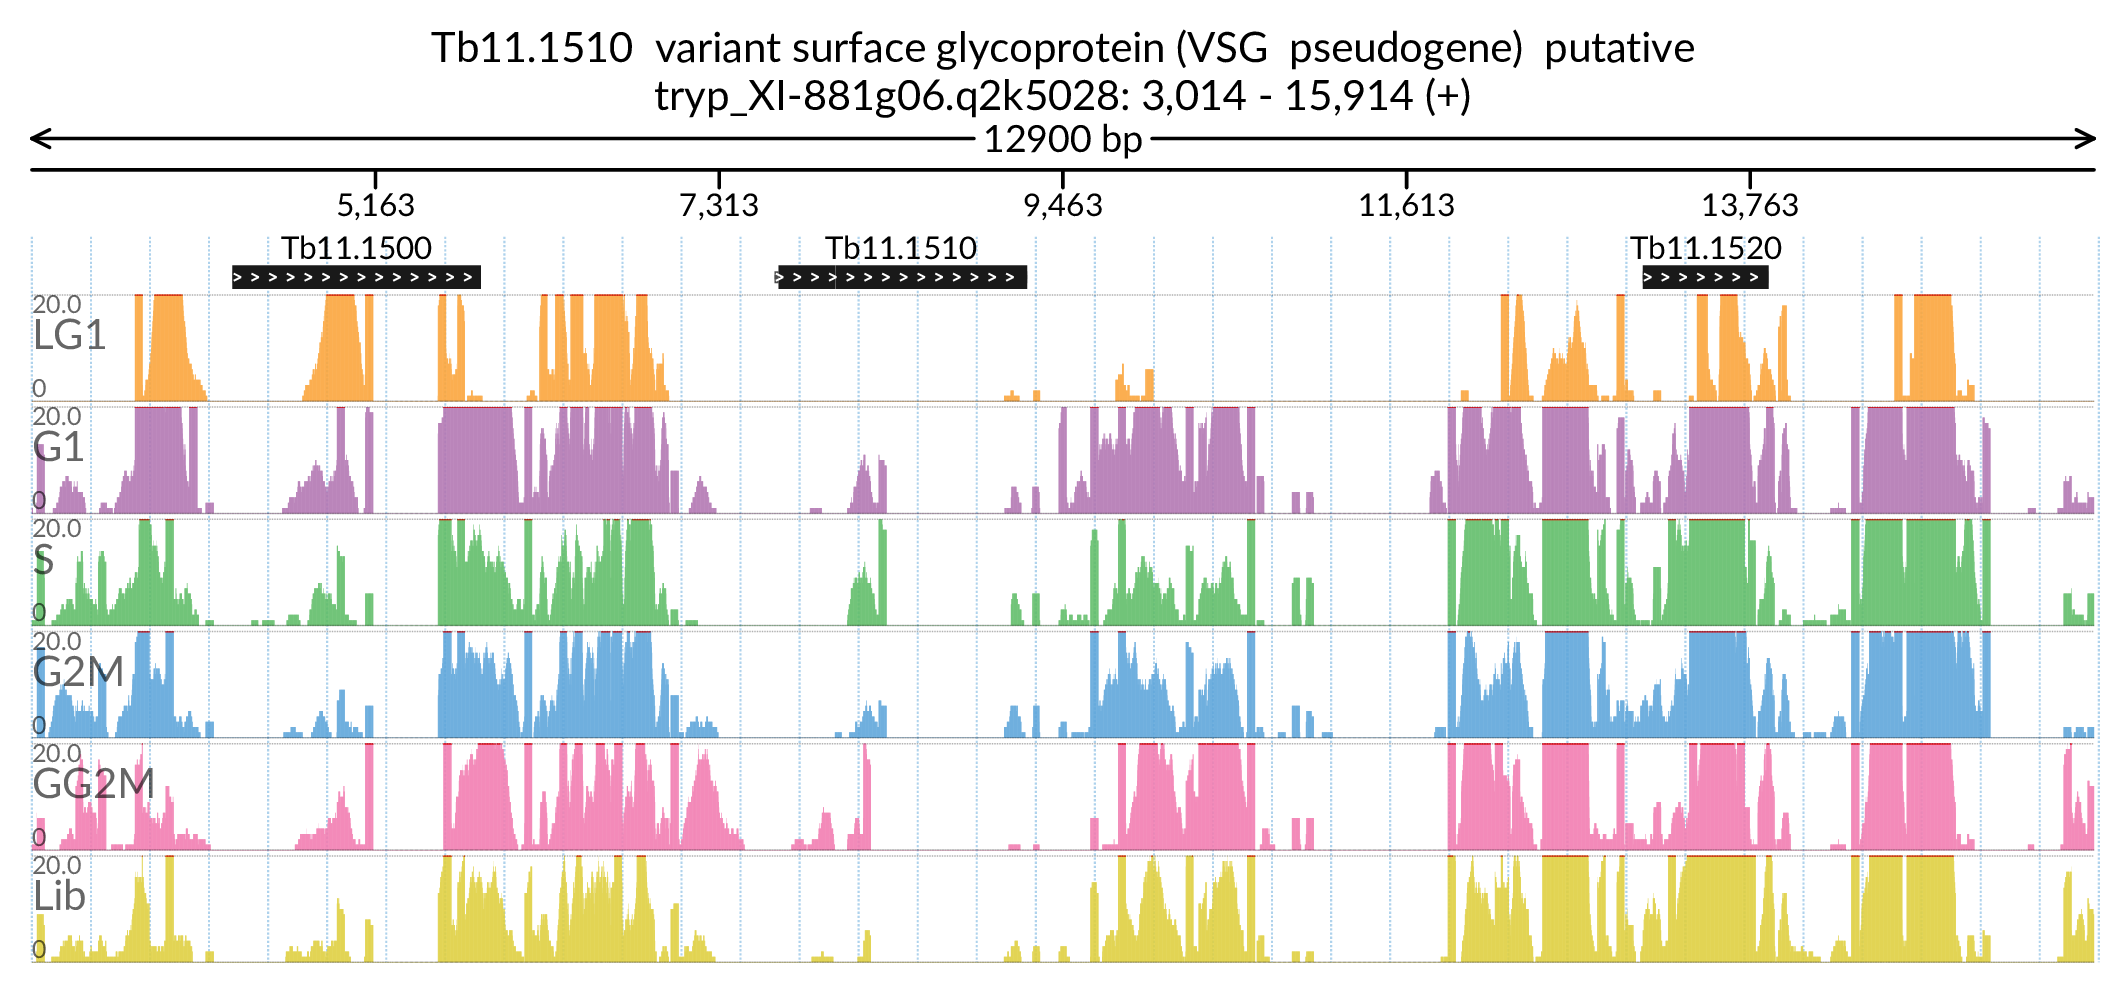 Tb11.1510 variant surface glycoprotein (VSG pseudogene) putative
tryp_XI-881g06.q2k5028: 3,014 - 15,914 (+)
12900 bp
5,163 7,313 9,463 11,613 13,763
Tb11.1500 Tb11.1510 Tb11.1520
20.0
LG1
0
20.0
G1
0
20.0
S
0
20.0
G2M
0
20.0
GG2M
0
20.0
Lib
0